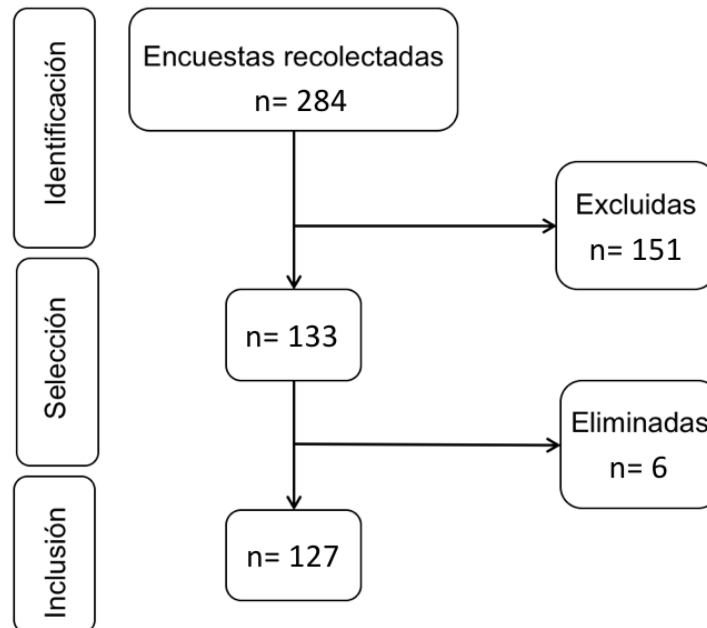 Identificación
Encuestas recolectadas
n= 284
Excluidas
n= 151
Selección
n= 133
Eliminadas
n= 6
Inclusión
n= 127